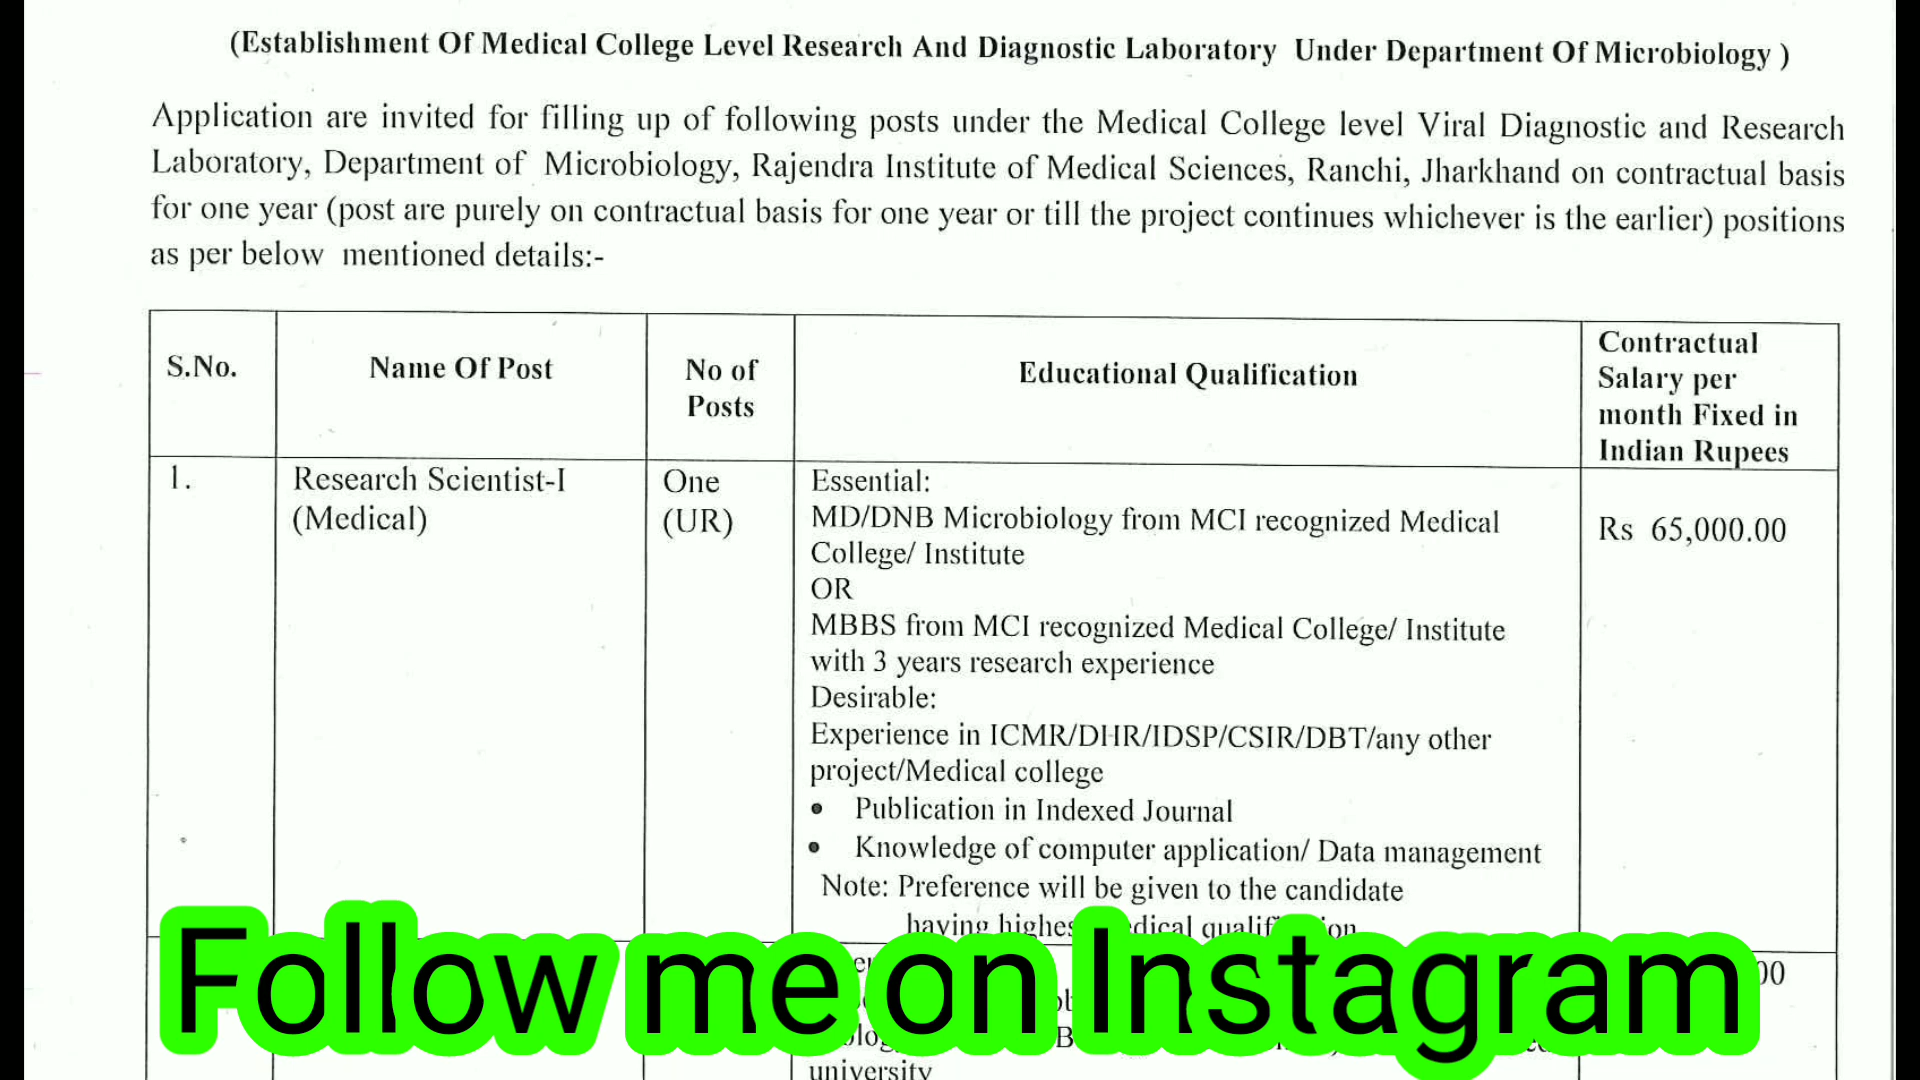 (Establishment Of Medical College Level Research And Diagnostic Laboratory Under Department Of Microbiology )
Application are invited for filling up of following posts under the Medical College level Viral Diagnostic and Research
Laboratory, Department of Microbiology, Rajendra Institute of Medical Sciences, Ranchi, Jharkhand on contractual basis
for one year (post are purely on contractual basis for one year or till the project continues whichever is the earlier) positions
as per below mentioned details:-
S.No.
Name Of Post
No of
Posts
Educational Qualification
Contractual
Salary per
month Fixed in
Indian Rupees
1.
Research Scientist-I
(Medical)
One
(UR)
Essential:
MD/DNB Microbiology from MCI recognized Medical
College/ Institute
OR
MBBS from MCI recognized Medical College/ Institute
with 3 years research experience
Desirable:
Experience in ICMR/DHR/IDSP/CSIR/DBT/any other
project/Medical college
• Publication in Indexed Journal
• Knowledge of computer application/ Data management
Note: Preference will be given to the candidate
having
university
Follow me on Instagram